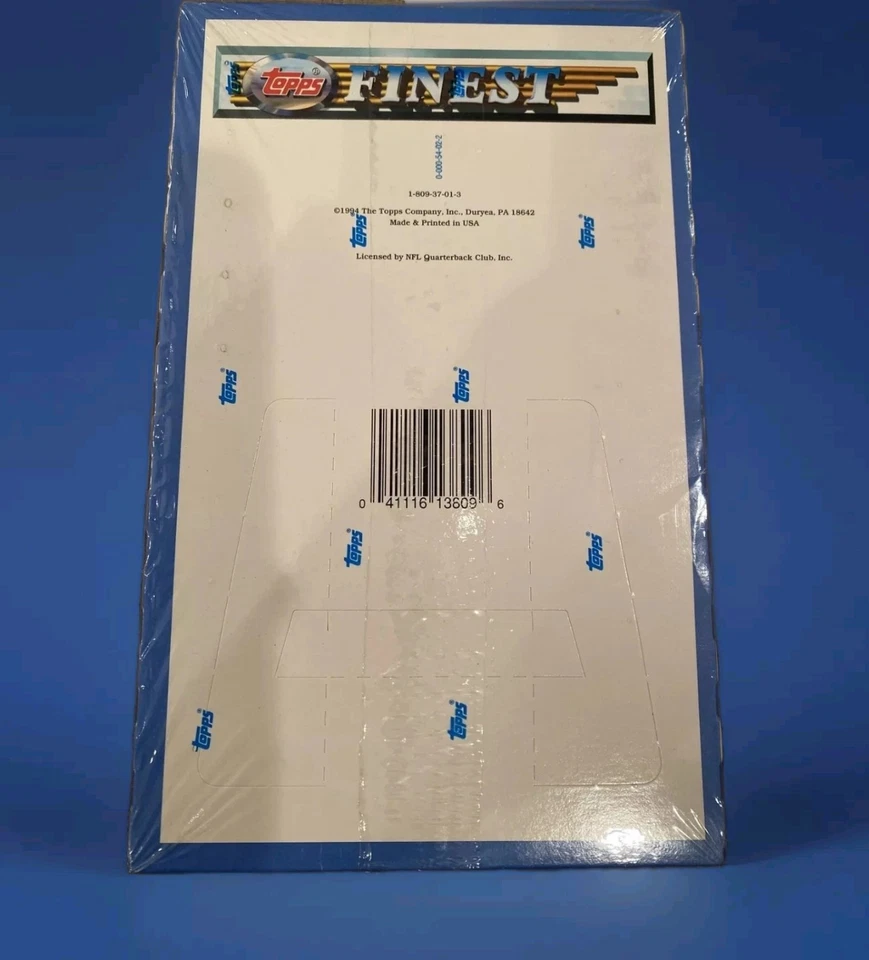 Topps FINEST
0-000-54-02-2
1-809-37-01-3
©1994 The Topps Company, Inc., Duryea, PA 18642
Made & Printed in USA
Topps® Topps®
Licensed by NFL Quarterback Club, Inc.
Topps® Topps®
0 41116 13609 6
Topps® Topps®
Topps® Topps®